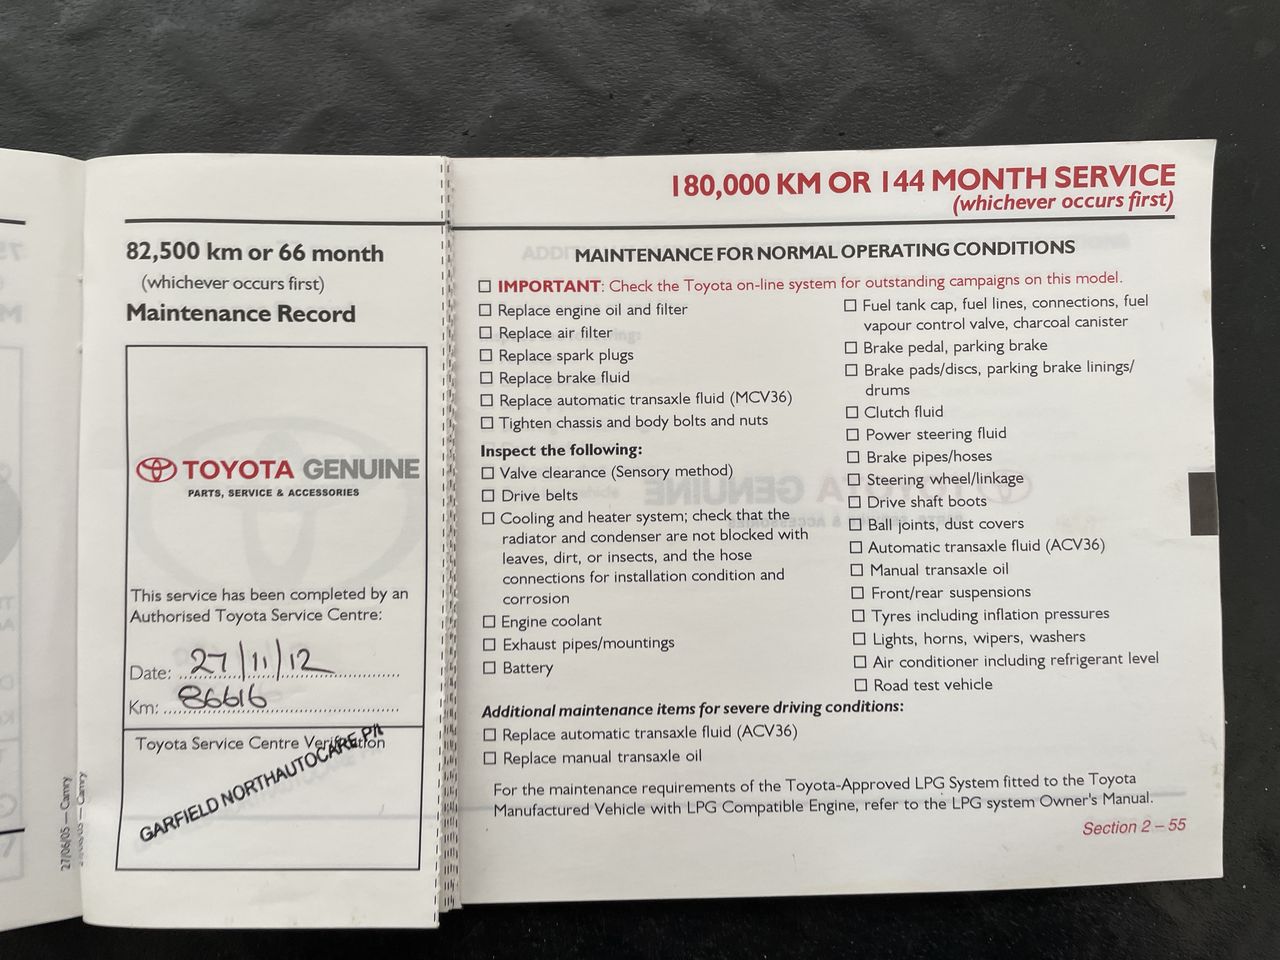 82,500 km or 66 month
(whichever occurs first)
Maintenance Record
TOYOTA GENUINE
PARTS, SERVICE & ACCESSORIES
This service has been completed by an
Authorised Toyota Service Centre:
Date: 27/11/12
Km: 86616
Toyota Service Centre Verification
GARFIELD NORTHAUTOCARE P/L
27/06/05 — Camry
180,000 KM OR 144 MONTH SERVICE
(whichever occurs first)
MAINTENANCE FOR NORMAL OPERATING CONDITIONS
☐ IMPORTANT: Check the Toyota on-line system for outstanding campaigns on this model.
☐ Replace engine oil and filter
☐ Replace air filter
☐ Replace spark plugs
☐ Replace brake fluid
☐ Replace automatic transaxle fluid (MCV36)
☐ Tighten chassis and body bolts and nuts
Inspect the following:
☐ Valve clearance (Sensory method)
☐ Drive belts
☐ Cooling and heater system; check that the
radiator and condenser are not blocked with
leaves, dirt, or insects, and the hose
connections for installation condition and
corrosion
☐ Engine coolant
☐ Exhaust pipes/mountings
☐ Battery
☐ Fuel tank cap, fuel lines, connections, fuel
vapour control valve, charcoal canister
☐ Brake pedal, parking brake
☐ Brake pads/discs, parking brake linings/
drums
☐ Clutch fluid
☐ Power steering fluid
☐ Brake pipes/hoses
☐ Steering wheel/linkage
☐ Drive shaft boots
☐ Ball joints, dust covers
☐ Automatic transaxle fluid (ACV36)
☐ Manual transaxle oil
☐ Front/rear suspensions
☐ Tyres including inflation pressures
☐ Lights, horns, wipers, washers
☐ Air conditioner including refrigerant level
☐ Road test vehicle
Additional maintenance items for severe driving conditions:
☐ Replace automatic transaxle fluid (ACV36)
☐ Replace manual transaxle oil
For the maintenance requirements of the Toyota-Approved LPG System fitted to the Toyota
Manufactured Vehicle with LPG Compatible Engine, refer to the LPG system Owner's Manual.
Section 2 – 55